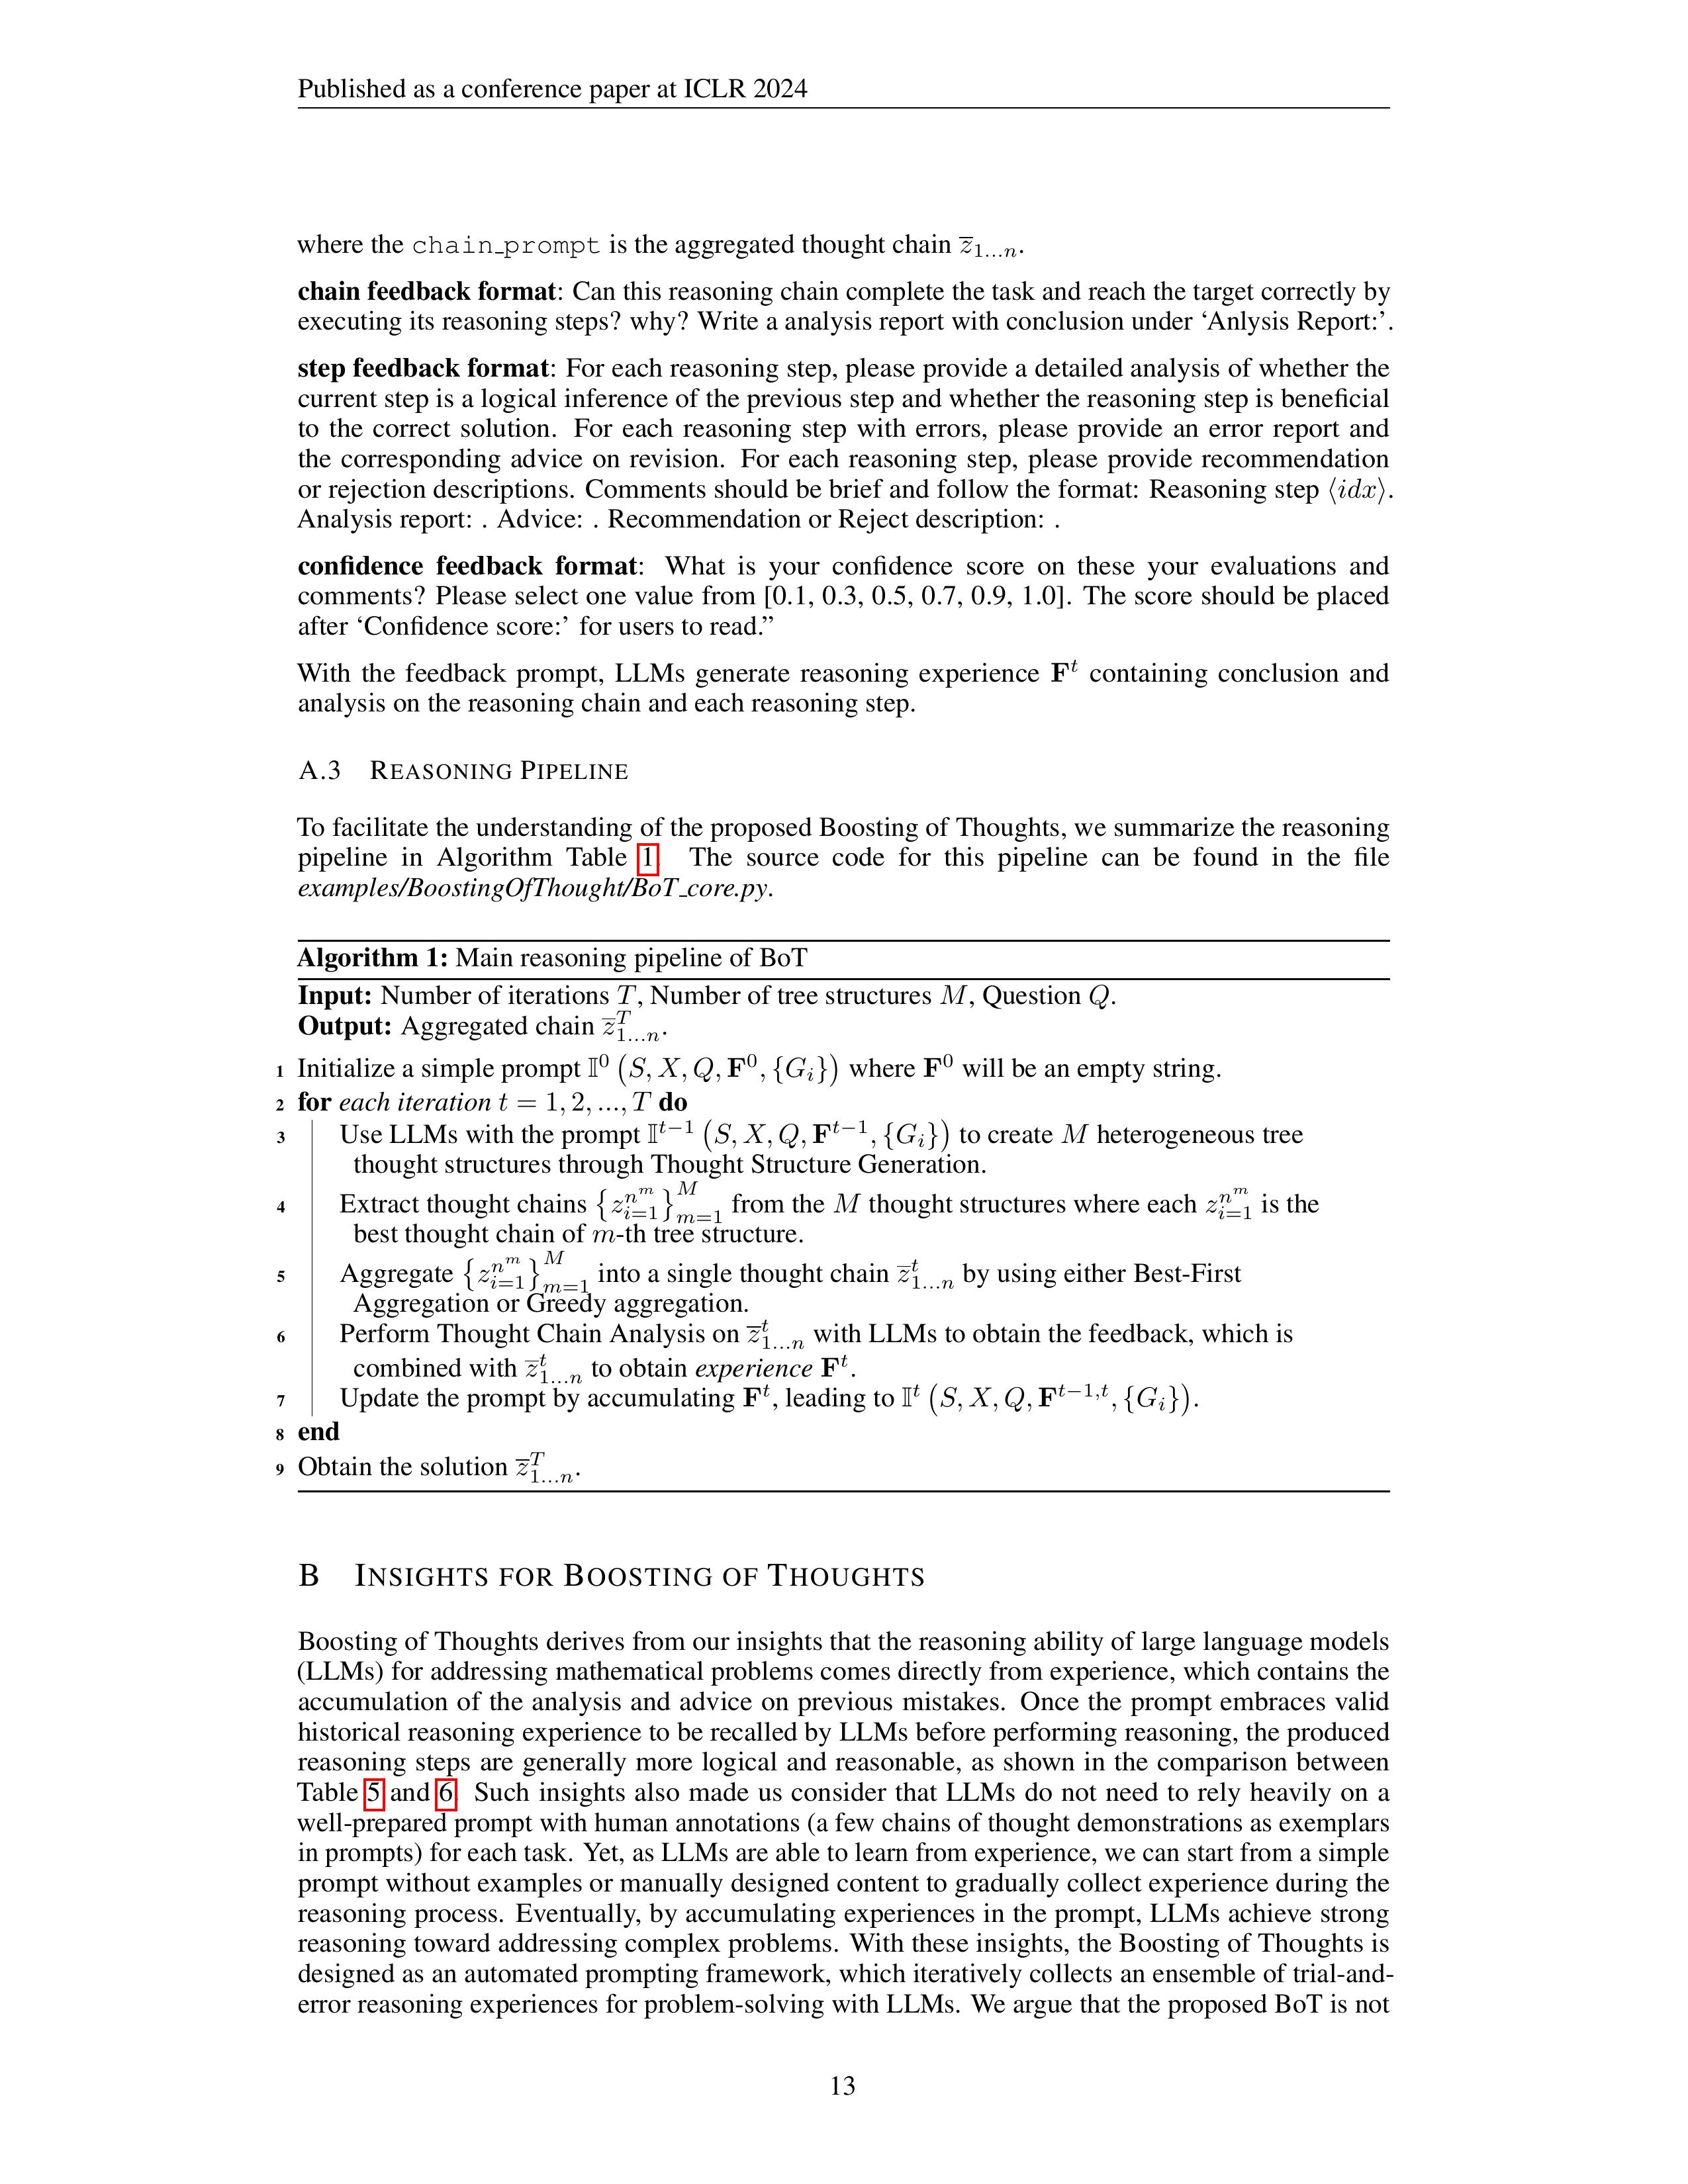 Published as a conference paper at ICLR 2024
where the chain_prompt is the aggregated thought chain z̅₁...ₙ.
chain feedback format: Can this reasoning chain complete the task and reach the target correctly by
executing its reasoning steps? why? Write a analysis report with conclusion under ‘Anlysis Report:’.
step feedback format: For each reasoning step, please provide a detailed analysis of whether the
current step is a logical inference of the previous step and whether the reasoning step is beneficial
to the correct solution. For each reasoning step with errors, please provide an error report and
the corresponding advice on revision. For each reasoning step, please provide recommendation
or rejection descriptions. Comments should be brief and follow the format: Reasoning step ⟨idx⟩.
Analysis report: . Advice: . Recommendation or Reject description: .
confidence feedback format: What is your confidence score on these your evaluations and
comments? Please select one value from [0.1, 0.3, 0.5, 0.7, 0.9, 1.0]. The score should be placed
after ‘Confidence score:’ for users to read.”
With the feedback prompt, LLMs generate reasoning experience F^t containing conclusion and
analysis on the reasoning chain and each reasoning step.
A.3 REASONING PIPELINE
To facilitate the understanding of the proposed Boosting of Thoughts, we summarize the reasoning
pipeline in Algorithm Table 1. The source code for this pipeline can be found in the file
examples/BoostingOfThought/BoT_core.py.
Algorithm 1: Main reasoning pipeline of BoT
Input: Number of iterations T, Number of tree structures M, Question Q.
Output: Aggregated chain z̅^T_{1...n}.
1 Initialize a simple prompt 𝕀^0 (S, X, Q, F^0, {G_i}) where F^0 will be an empty string.
2 for each iteration t = 1, 2, ..., T do
3 Use LLMs with the prompt 𝕀^{t−1} (S, X, Q, F^{t−1}, {G_i}) to create M heterogeneous tree
thought structures through Thought Structure Generation.
4 Extract thought chains {z^{n^m}_{i=1}}^M_{m=1} from the M thought structures where each z^{n^m}_{i=1} is the
best thought chain of m-th tree structure.
5 Aggregate {z^{n^m}_{i=1}}^M_{m=1} into a single thought chain z̅^t_{1...n} by using either Best-First
Aggregation or Greedy aggregation.
6 Perform Thought Chain Analysis on z̅^t_{1...n} with LLMs to obtain the feedback, which is
combined with z̅^t_{1...n} to obtain experience F^t.
7 Update the prompt by accumulating F^t, leading to 𝕀^t (S, X, Q, F^{t−1,t}, {G_i}).
8 end
9 Obtain the solution z̅^T_{1...n}.
B INSIGHTS FOR BOOSTING OF THOUGHTS
Boosting of Thoughts derives from our insights that the reasoning ability of large language models
(LLMs) for addressing mathematical problems comes directly from experience, which contains the
accumulation of the analysis and advice on previous mistakes. Once the prompt embraces valid
historical reasoning experience to be recalled by LLMs before performing reasoning, the produced
reasoning steps are generally more logical and reasonable, as shown in the comparison between
Table 5 and 6. Such insights also made us consider that LLMs do not need to rely heavily on a
well-prepared prompt with human annotations (a few chains of thought demonstrations as exemplars
in prompts) for each task. Yet, as LLMs are able to learn from experience, we can start from a simple
prompt without examples or manually designed content to gradually collect experience during the
reasoning process. Eventually, by accumulating experiences in the prompt, LLMs achieve strong
reasoning toward addressing complex problems. With these insights, the Boosting of Thoughts is
designed as an automated prompting framework, which iteratively collects an ensemble of trial-and-
error reasoning experiences for problem-solving with LLMs. We argue that the proposed BoT is not
13